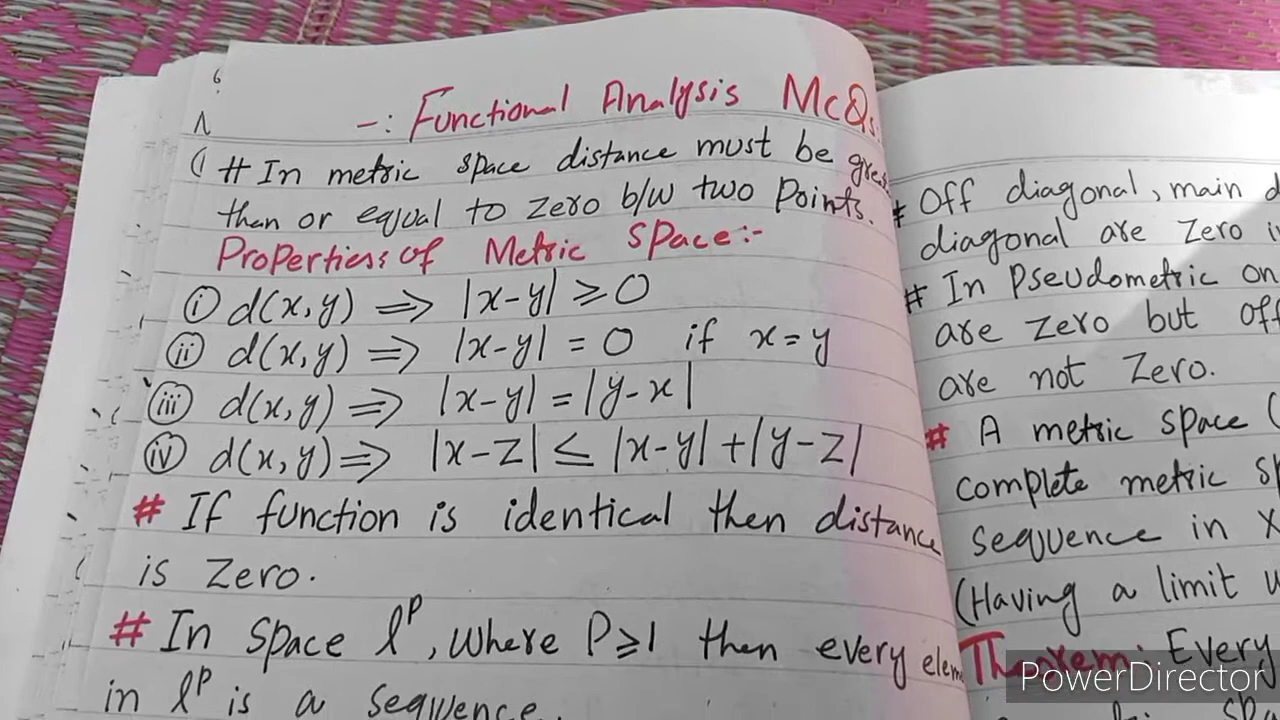 -: Functional Analysis McQs.
# In metric space distance must be
than or equal to zero b/w two Points.
Properties of Metric Space:-
(i) d(x,y) ⟹ |x-y| ≥ 0
(ii) d(x,y) ⟹ |x-y| = 0 if x=y
(iii) d(x,y) ⟹ |x-y| = |y-x|
(iv) d(x,y) ⟹ |x-z| ≤ |x-y|+|y-z|
# If function is identical then distance
is Zero.
# In Space lᵖ, where P≥1 then every
in lᵖ is a sequence.
# Off diagonal, main
diagonal are Zero
# In Pseudometric on
are zero but off
are not Zero.
# A metric space (
complete metric
sequence in X
(Having a limit
Theorem: Every
PowerDirector